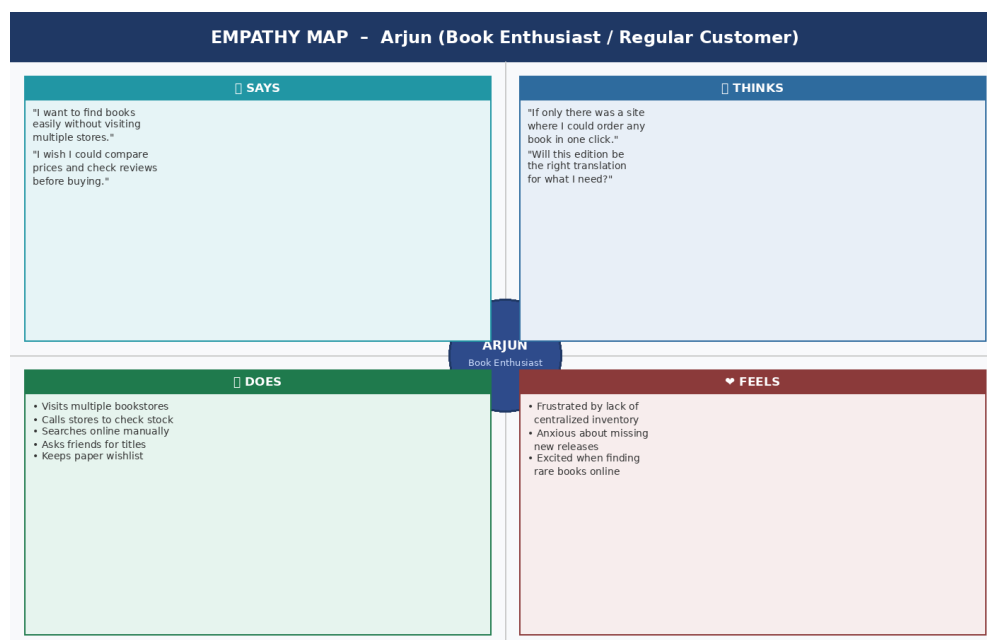 EMPATHY MAP – Arjun (Book Enthusiast / Regular Customer)
SAYS
"I want to find books
easily without visiting
multiple stores."
"I wish I could compare
prices and check reviews
before buying."
THINKS
"If only there was a site
where I could order any
book in one click."
"Will this edition be
the right translation
for what I need?"
ARJUN
Book Enthusiast
DOES
• Visits multiple bookstores
• Calls stores to check stock
• Searches online manually
• Asks friends for titles
• Keeps paper wishlist
❤ FEELS
• Frustrated by lack of
centralized inventory
• Anxious about missing
new releases
• Excited when finding
rare books online